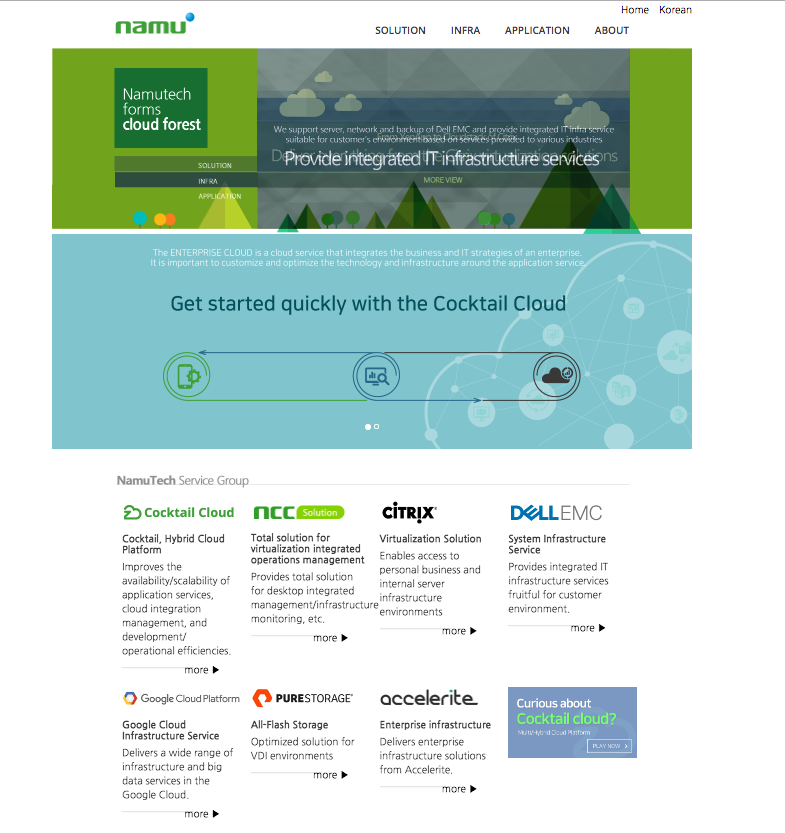 Home Korean
namu
SOLUTION INFRA APPLICATION ABOUT
Namutech
forms
cloud forest
We support server, network and backup of Dell EMC and provide integrated IT infra service
suitable for customer's environment based on services provided to various industries
Provide integrated IT infrastructure services
MORE VIEW
SOLUTION
INFRA
APPLICATION
The ENTERPRISE CLOUD is a cloud service that integrates the business and IT strategies of an enterprise.
It is important to customize and optimize the technology and infrastructure around the application service.
Get started quickly with the Cocktail Cloud
NamuTech Service Group
Cocktail Cloud
Cocktail, Hybrid Cloud
Platform
Improves the
availability/scalability of
application services,
cloud integration
management, and
development/
operational efficiencies.
more ▶
NCC Solution
Total solution for
virtualization integrated
operations management
Provides total solution
for desktop integrated
management/infrastructure
monitoring, etc.
more ▶
CITRIX
Virtualization Solution
Enables access to
personal business and
internal server
infrastructure
environments
more ▶
DELL EMC
System Infrastructure
Service
Provides integrated IT
infrastructure services
fruitful for customer
environment.
more ▶
Google Cloud Platform
Google Cloud
Infrastructure Service
Delivers a wide range of
infrastructure and big
data services in the
Google Cloud.
more ▶
PURESTORAGE
All-Flash Storage
Optimized solution for
VDI environments
more ▶
accelerite
Enterprise infrastructure
Delivers enterprise
infrastructure solutions
from Accelerite.
more ▶
Curious about
Cocktail cloud?
Multi/Hybrid Cloud Platform
PLAY NOW >